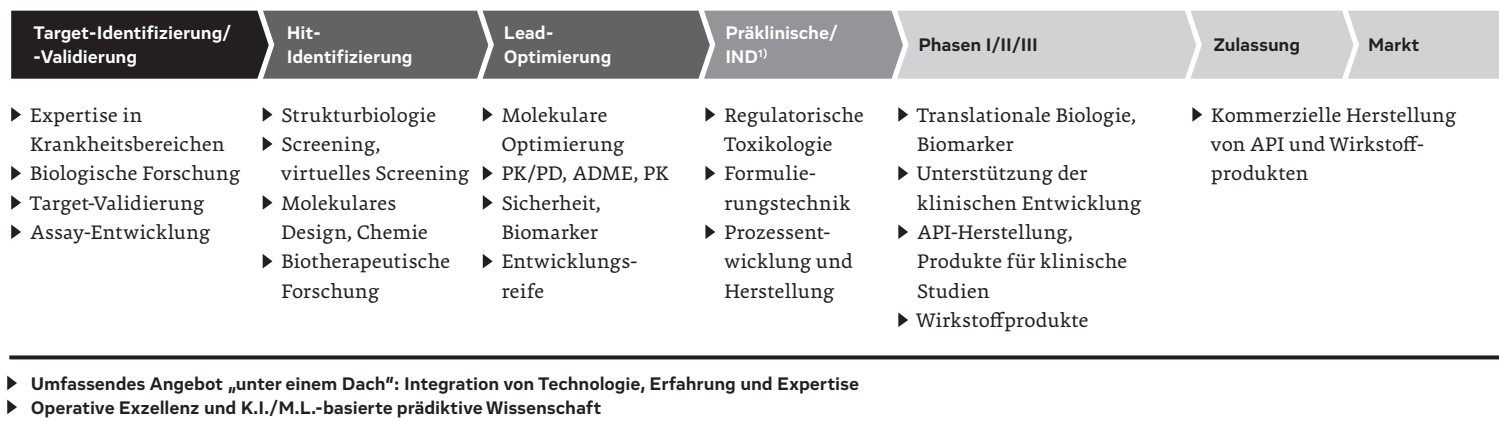 Target-Identifizierung/
-Validierung
Hit-
Identifizierung
Lead-
Optimierung
Präklinische/
IND¹⁾
Phasen I/II/III
Zulassung
Markt
▶ Expertise in
Krankheitsbereichen
▶ Biologische Forschung
▶ Target-Validierung
▶ Assay-Entwicklung
▶ Strukturbiologie
▶ Screening,
virtuelles Screening
▶ Molekulares
Design, Chemie
▶ Biotherapeutische
Forschung
▶ Molekulare
Optimierung
▶ PK/PD, ADME, PK
▶ Sicherheit,
Biomarker
▶ Entwicklungs-
reife
▶ Regulatorische
Toxikologie
▶ Formulie-
rungstechnik
▶ Prozessent-
wicklung und
Herstellung
▶ Translationale Biologie,
Biomarker
▶ Unterstützung der
klinischen Entwicklung
▶ API-Herstellung,
Produkte für klinische
Studien
▶ Wirkstoffprodukte
▶ Kommerzielle Herstellung
von API und Wirkstoff-
produkten
▶ Umfassendes Angebot „unter einem Dach“: Integration von Technologie, Erfahrung und Expertise
▶ Operative Exzellenz und K.I./M.L.-basierte prädiktive Wissenschaft